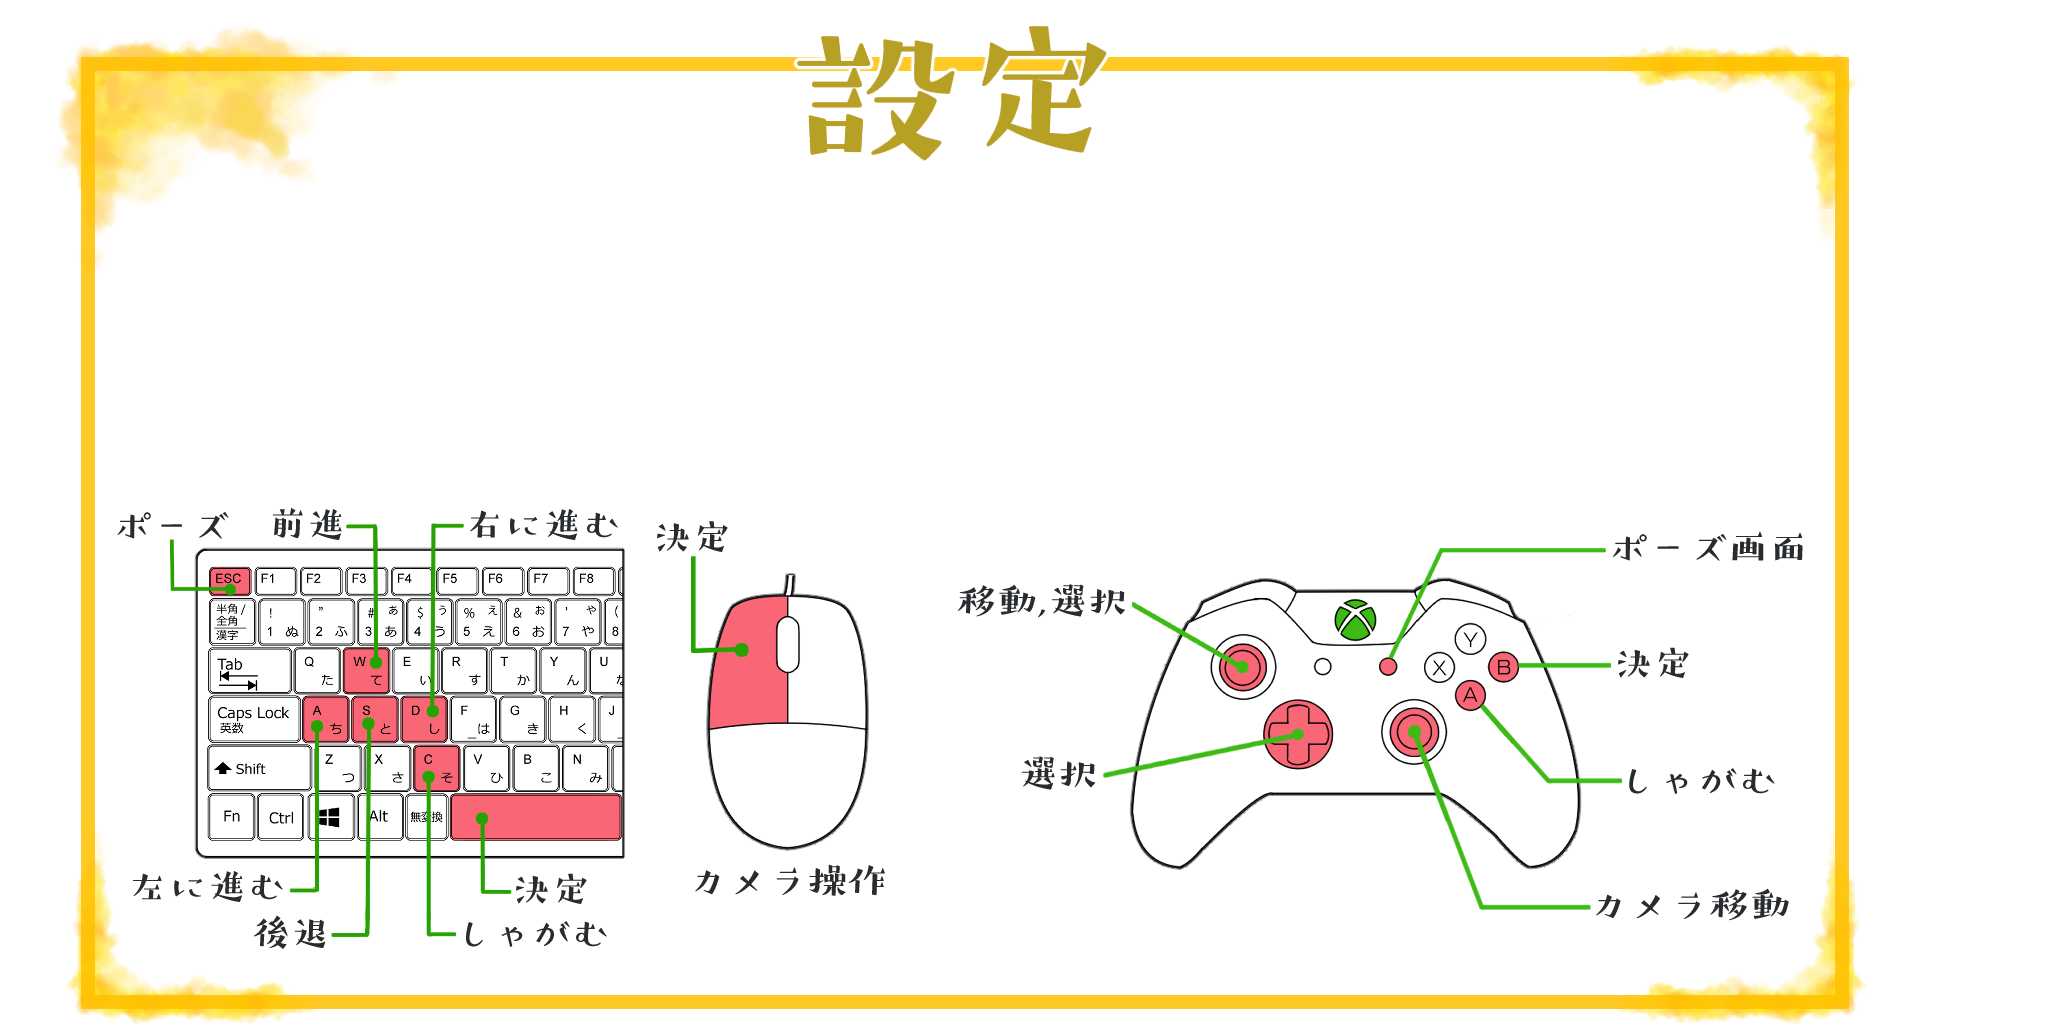 設定
ポーズ
前進
右に進む
決定
ESC F1 F2 F3 F4 F5 F6 F7 F8
半角/全角 漢字 ! 1 ぬ " 2 ふ # あ 3 あ $ う 4 う % え 5 え & お 6 お ' や 7 や ( 8
Tab Q た W て E い R す T か Y ん U な
Caps Lock 英数 A ち S と D し F は G き H く J
Shift Z つ X さ C そ V ひ B こ N み
Fn Ctrl Alt 無変換
左に進む
後退
決定
しゃがむ
カメラ操作
ポーズ画面
移動,選択
Y
X
B
A
決定
選択
しゃがむ
カメラ移動